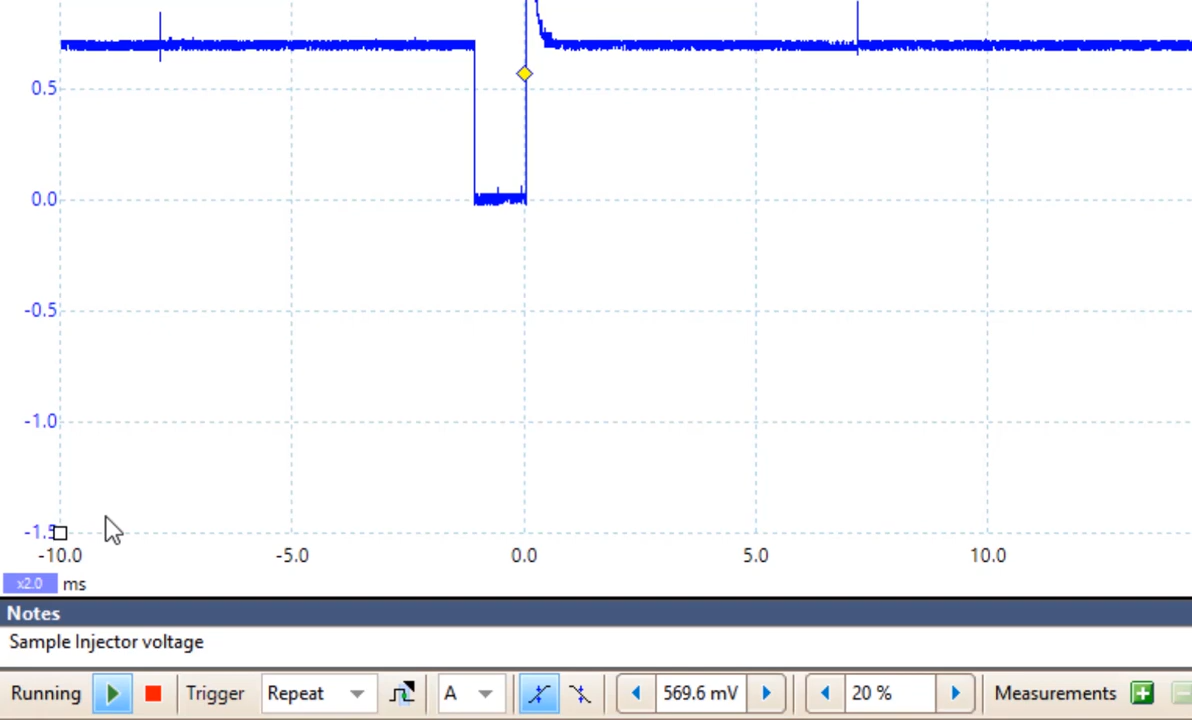 0.5
0.0
-0.5
-1.0
-1.5
-10.0 -5.0 0.0 5.0 10.0
x2.0 ms
Notes
Sample Injector voltage
Running Trigger Repeat A 569.6 mV 20 % Measurements